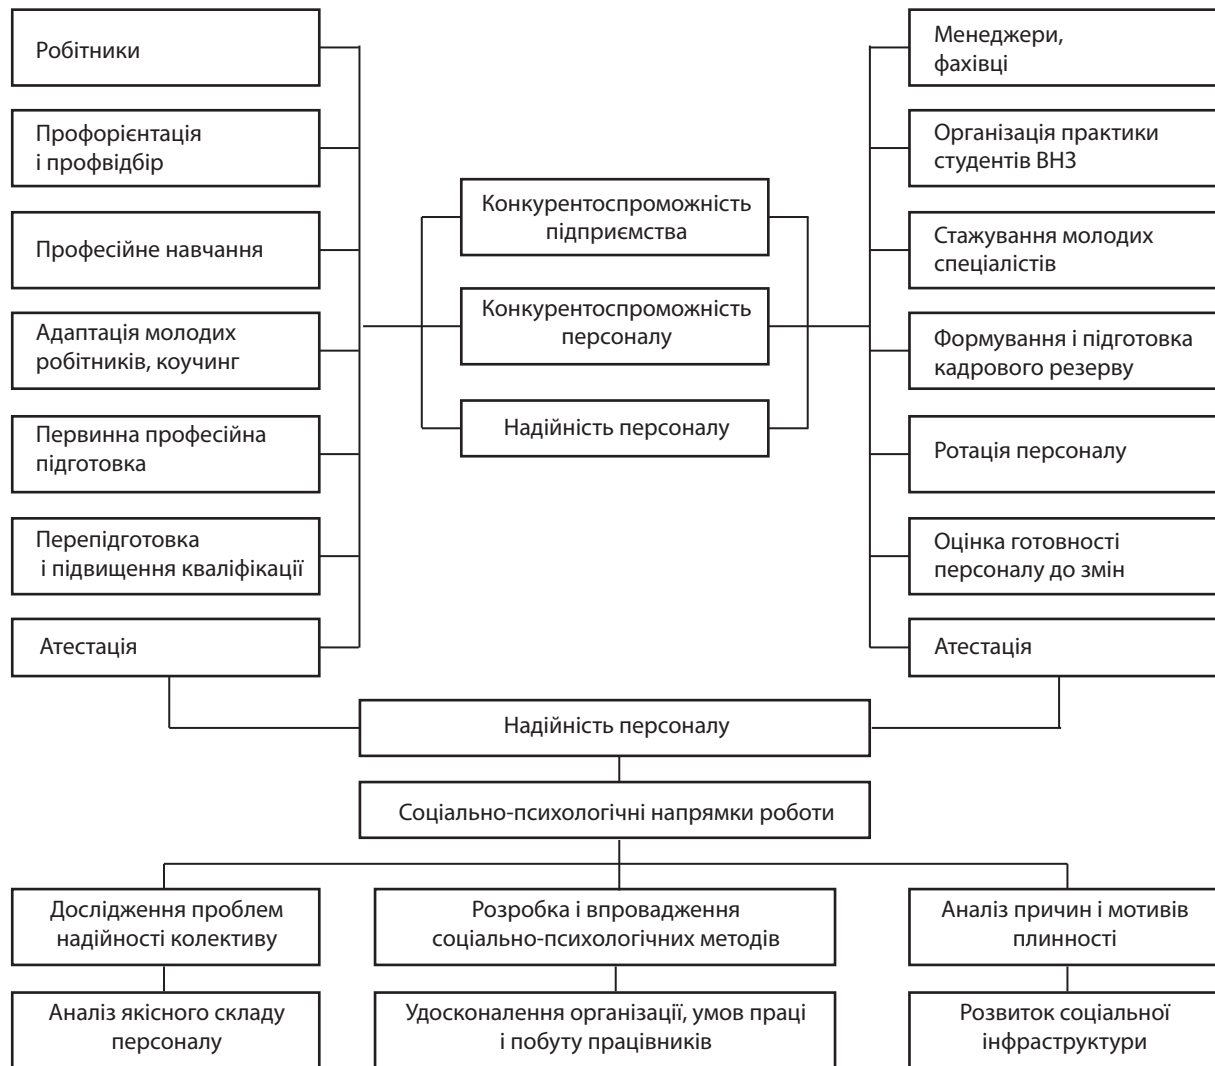 Робітники
Профорієнтація
і профвідбір
Професійне навчання
Адаптація молодих
робітників, коучинг
Первинна професійна
підготовка
Перепідготовка
і підвищення кваліфікації
Атестація
Конкурентоспроможність
підприємства
Конкурентоспроможність
персоналу
Надійність персоналу
Менеджери,
фахівці
Організація практики
студентів ВНЗ
Стажування молодих
спеціалістів
Формування і підготовка
кадрового резерву
Ротація персоналу
Оцінка готовності
персоналу до змін
Атестація
Надійність персоналу
Соціально-психологічні напрямки роботи
Дослідження проблем
надійності колективу
Розробка і впровадження
соціально-психологічних методів
Аналіз причин і мотивів
плинності
Аналіз якісного складу
персоналу
Удосконалення організації, умов праці
і побуту працівників
Розвиток соціальної
інфраструктури